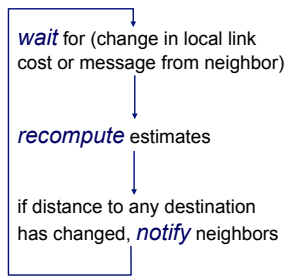 wait for (change in local link
cost or message from neighbor)
recompute estimates
if distance to any destination
has changed, notify neighbors